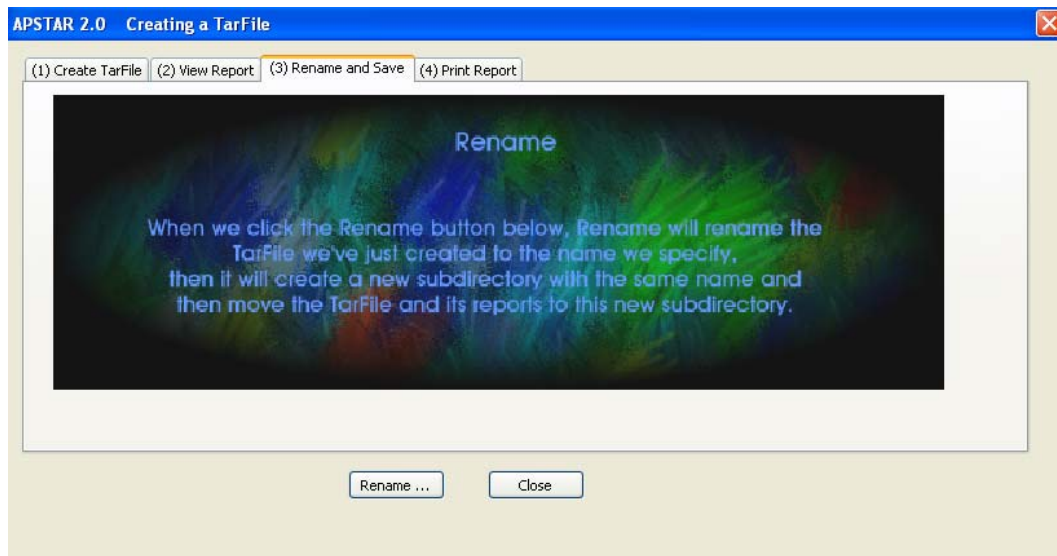 APSTAR 2.0 Creating a TarFile
(1) Create TarFile (2) View Report (3) Rename and Save (4) Print Report
Rename
When we click the Rename button below, Rename will rename the
TarFile we've just created to the name we specify,
then it will create a new subdirectory with the same name and
then move the TarFile and its reports to this new subdirectory.
Rename ... Close